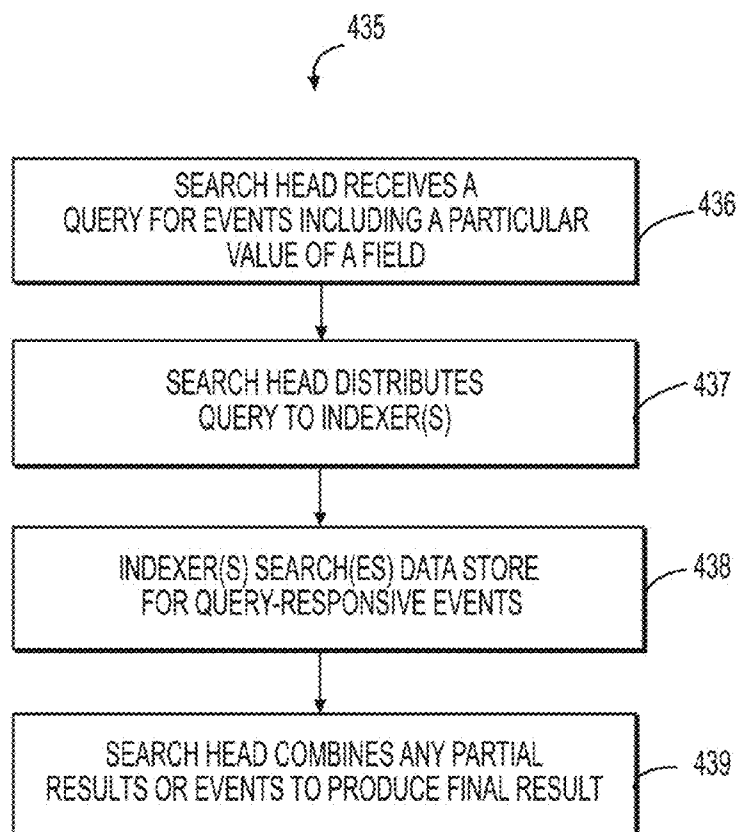 435
SEARCH HEAD RECEIVES A
QUERY FOR EVENTS INCLUDING A PARTICULAR
VALUE OF A FIELD
436
SEARCH HEAD DISTRIBUTES
QUERY TO INDEXER(S)
437
INDEXER(S) SEARCH(ES) DATA STORE
FOR QUERY-RESPONSIVE EVENTS
438
SEARCH HEAD COMBINES ANY PARTIAL
RESULTS OR EVENTS TO PRODUCE FINAL RESULT
439